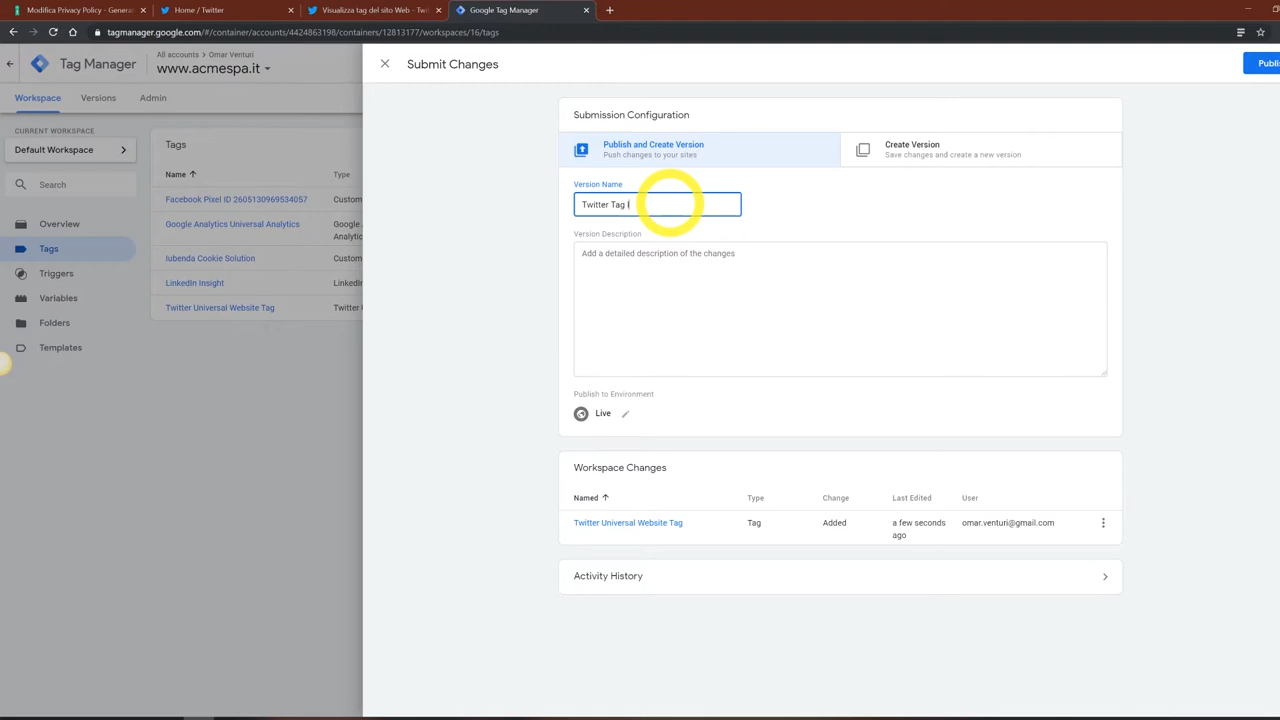 Modifica Privacy Policy - Genera
Home / Twitter
Visualizza tag del sito Web - Twi
Google Tag Manager
tagmanager.google.com/#/container/accounts/4424863198/containers/12813177/workspaces/16/tags
Tag Manager
All accounts > Omar Venturi
www.acmespa.it
Submit Changes
Publis
Workspace
Versions
Admin
CURRENT WORKSPACE
Default Workspace
Search
Overview
Tags
Triggers
Variables
Folders
Templates
Tags
Name
Type
Facebook Pixel ID 2605130969534057
Custom
Google Analytics Universal Analytics
Google
Analytic
Iubenda Cookie Solution
Custom
LinkedIn Insight
LinkedIn
Twitter Universal Website Tag
Twitter
Submission Configuration
Publish and Create Version
Push changes to your sites
Create Version
Save changes and create a new version
Version Name
Twitter Tag
Version Description
Add a detailed description of the changes
Publish to Environment
Live
Workspace Changes
Named
Type
Change
Last Edited
User
Twitter Universal Website Tag
Tag
Added
a few seconds
ago
omar.venturi@gmail.com
Activity History